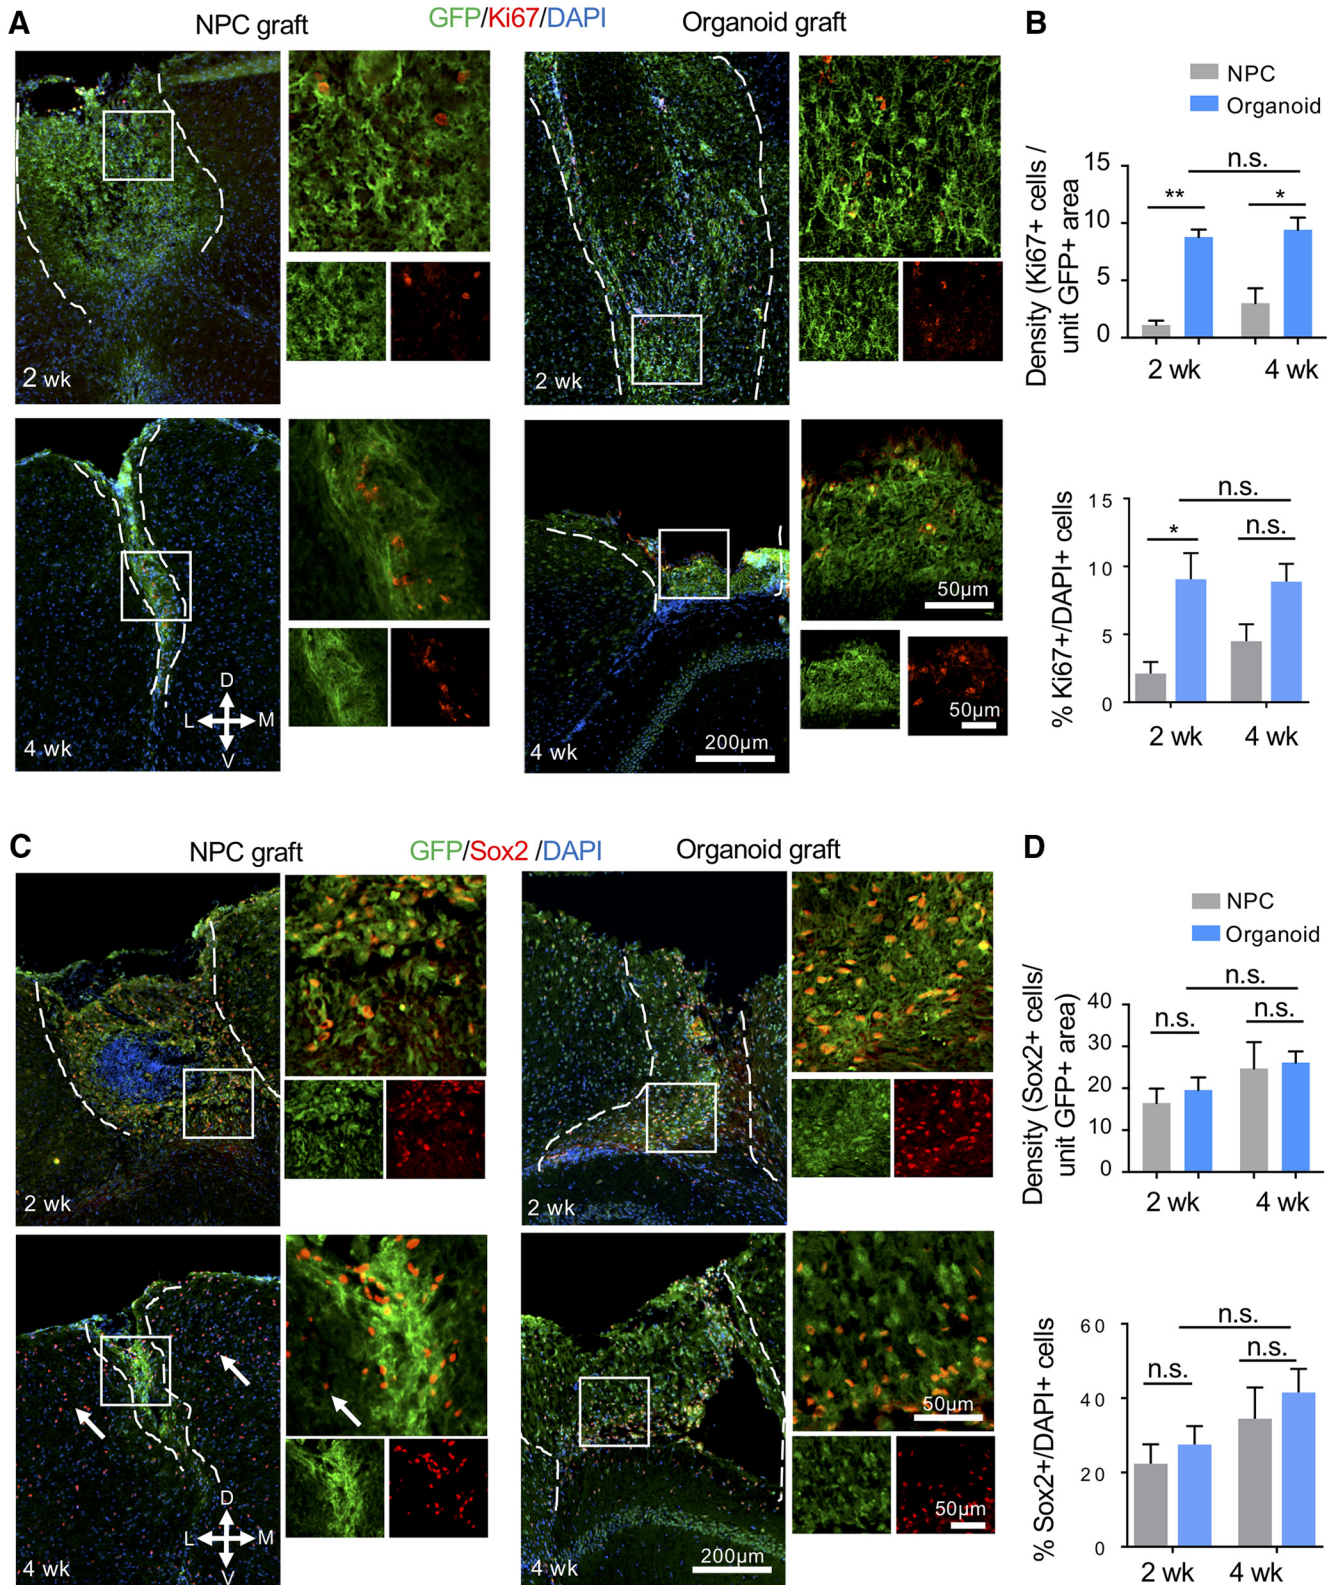 A
NPC graft
GFP/Ki67/DAPI
Organoid graft
2 wk
2 wk
4 wk
D
L
M
V
4 wk
200µm
50µm
50µm
B
NPC
Organoid
Density (Ki67+ cells /
unit GFP+ area
15
10
5
0
**
n.s.
*
2 wk
4 wk
% Ki67+/DAPI+ cells
15
10
5
0
*
n.s.
n.s.
2 wk
4 wk
C
NPC graft
GFP/Sox2 /DAPI
Organoid graft
2 wk
2 wk
4 wk
D
L
M
V
4 wk
200µm
50µm
50µm
D
NPC
Organoid
Density (Sox2+ cells/
unit GFP+ area)
40
30
20
10
0
n.s.
n.s.
n.s.
2 wk
4 wk
% Sox2+/DAPI+ cells
60
40
20
0
n.s.
n.s.
n.s.
2 wk
4 wk